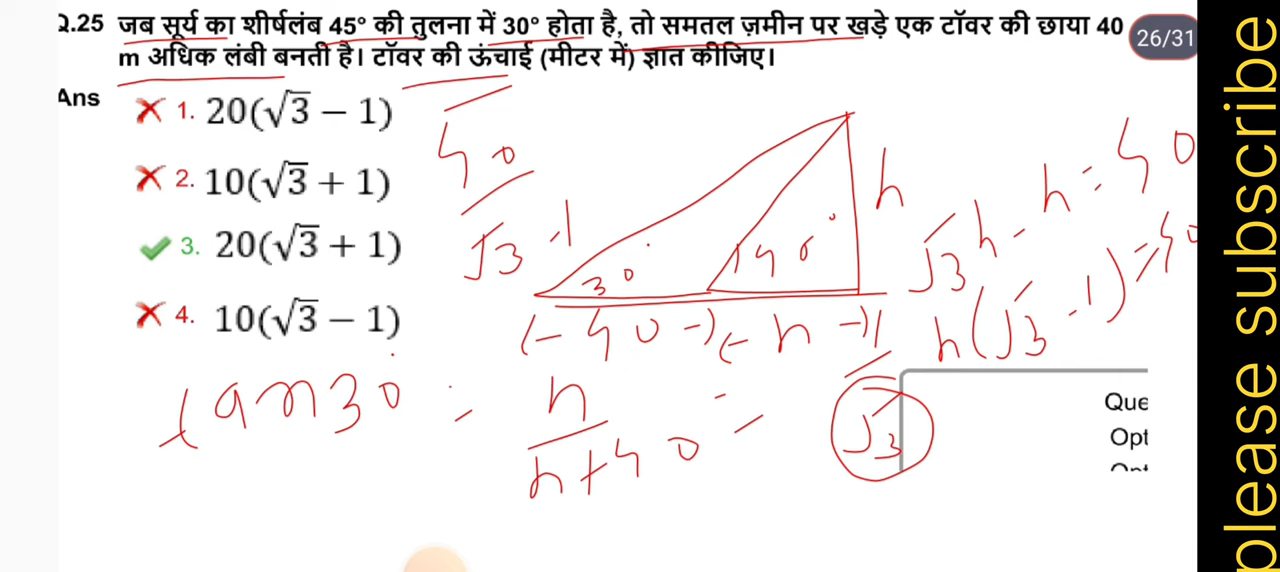 Q.25 जब सूर्य का शीर्षलंब 45° की तुलना में 30° होता है, तो समतल ज़मीन पर खड़े एक टॉवर की छाया 40
m अधिक लंबी बनती है। टॉवर की ऊंचाई (मीटर में) ज्ञात कीजिए।
26/31
Ans
1. 20(√3 − 1)
2. 10(√3 + 1)
3. 20(√3 + 1)
4. 10(√3 − 1)
40
√3 - 1
h
30°
45°
√3h - h = 40
h(√3 - 1) = 40
(- 40 -) (- h -)
tan30° = h / h+40 = 1 / √3
Que
Opt
please subscribe